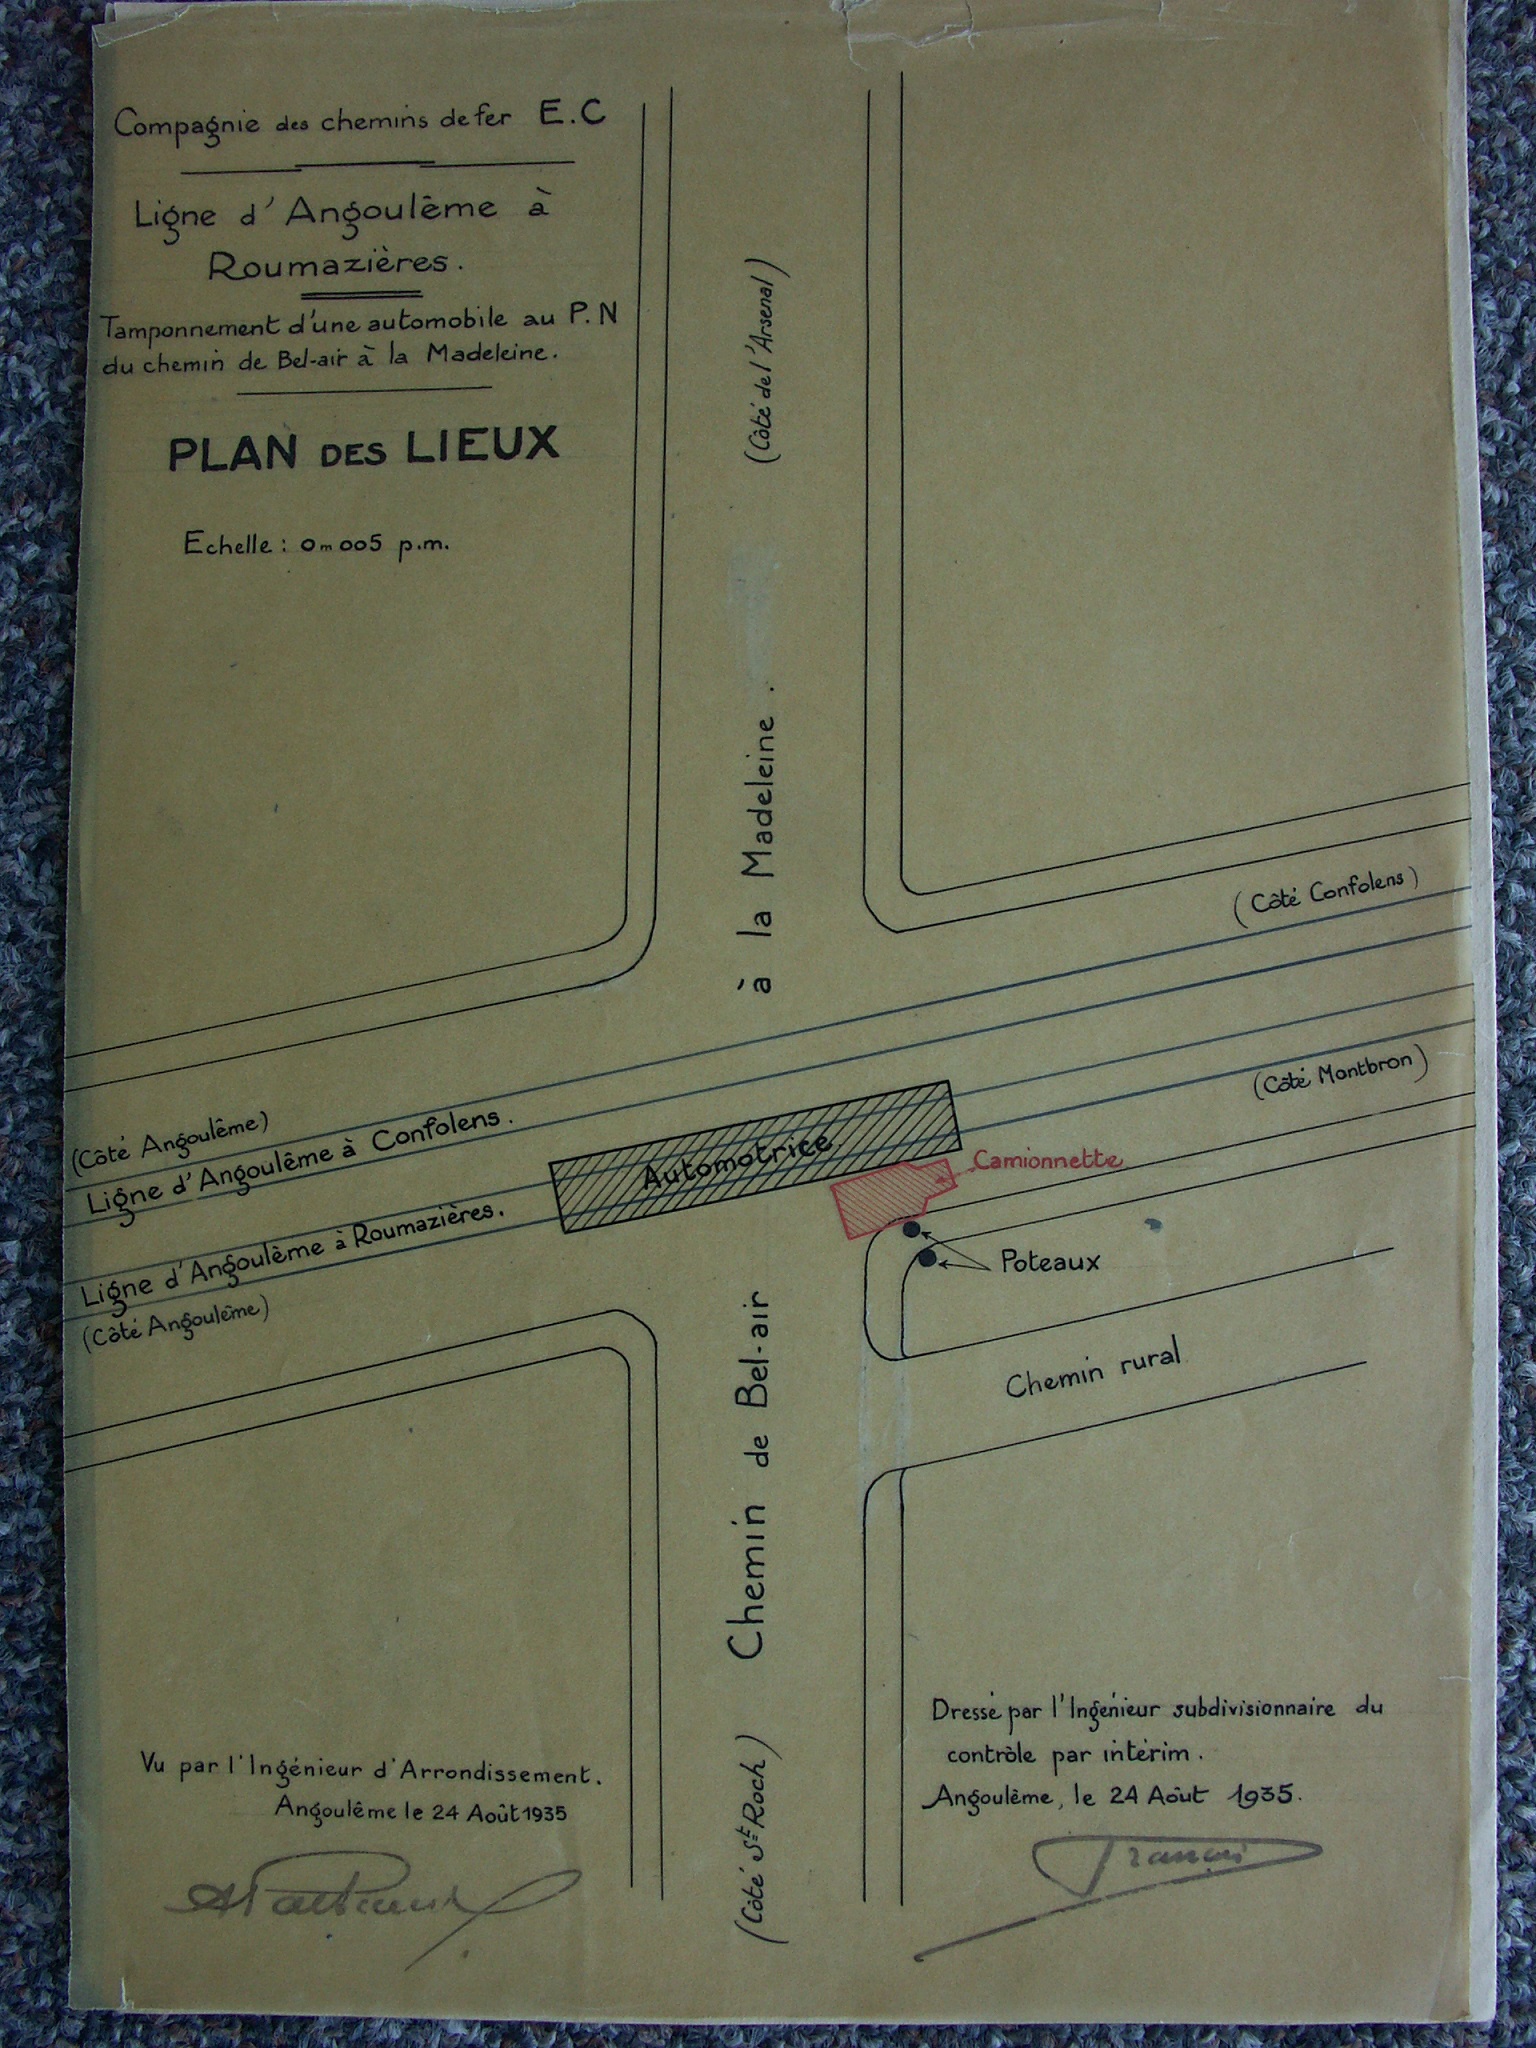 Compagnie des chemins de fer E.C
Ligne d'Angoulême à
Roumazières.
Tamponnement d'une automobile au P.N
du chemin de Bel-air à la Madeleine.
PLAN DES LIEUX
Echelle : 0m005 p.m.
(Côté de l'Arsenal)
à la Madeleine.
(Côté Confolens)
(Côté Montbron)
(Côté Angoulême)
Ligne d'Angoulême à Confolens.
Automotrice
Camionnette
Ligne d'Angoulême à Roumazières.
(Côté Angoulême)
Poteaux
Chemin rural
Chemin de Bel-air
(Côté St Roch)
Vu par l'Ingénieur d'Arrondissement.
Angoulême le 24 Août 1935
Dressé par l'Ingénieur subdivisionnaire du
contrôle par intérim.
Angoulême, le 24 Août 1935.